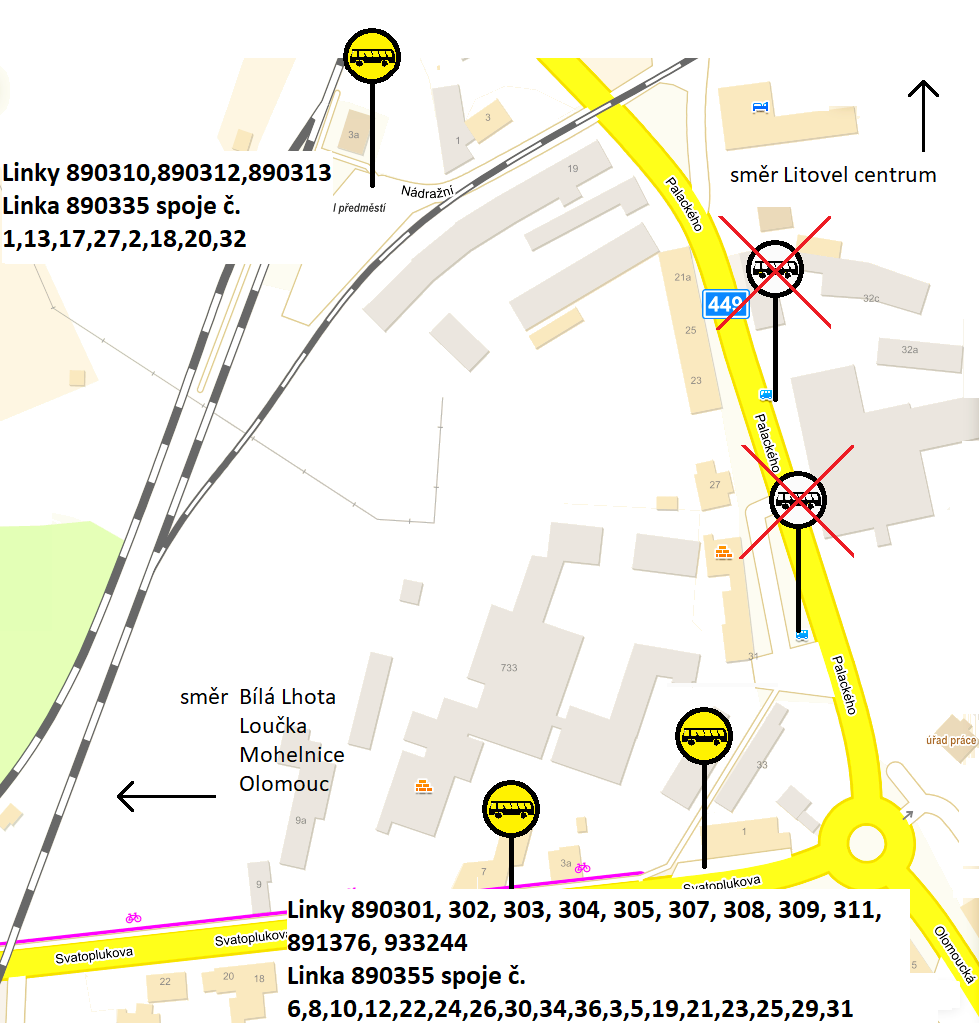 3a
3
1
19
Linky 890310,890312,890313
Linka 890335 spoje č.
1,13,17,27,2,18,20,32
Nádražní
I předměstí
Palackého
směr Litovel centrum
449
21a
25
23
32c
32a
Palackého
27
31
733
Palackého
úřad práce
směr Bílá Lhota
Loučka
Mohelnice
Olomouc
33
9a
1
7
3a
9
Svatoplukova
Linky 890301, 302, 303, 304, 305, 307, 308, 309, 311,
891376, 933244
Linka 890355 spoje č.
6,8,10,12,22,24,26,30,34,36,3,5,19,21,23,25,29,31
Svatoplukova
Svatoplukova
Olomoucká
5
22
20
18